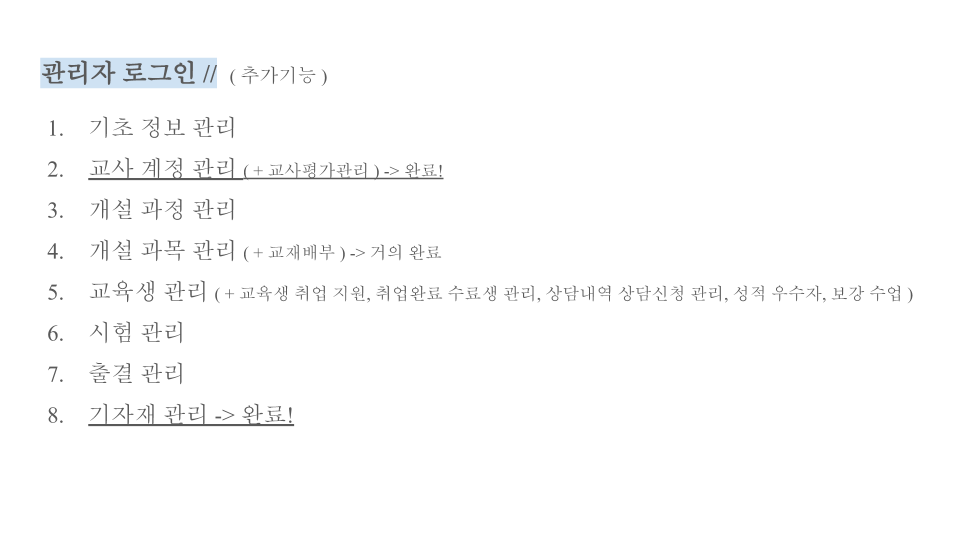 관리자 로그인 // ( 추가기능 )
1. 기초 정보 관리
2. 교사 계정 관리 ( + 교사평가관리 ) -> 완료!
3. 개설 과정 관리
4. 개설 과목 관리 ( + 교재배부 ) -> 거의 완료
5. 교육생 관리 ( + 교육생 취업 지원, 취업완료 수료생 관리, 상담내역 상담신청 관리, 성적 우수자, 보강 수업 )
6. 시험 관리
7. 출결 관리
8. 기자재 관리 -> 완료!